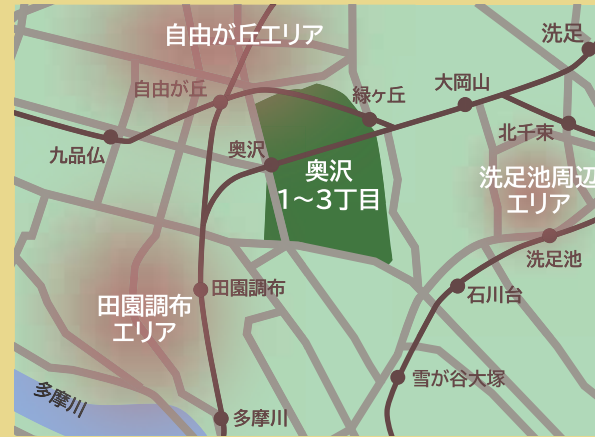 自由が丘エリア
洗足
自由が丘
緑ヶ丘
大岡山
北千束
九品仏
奥沢
奥沢
1〜3丁目
洗足池周辺
エリア
洗足池
田園調布
石川台
田園調布
エリア
雪が谷大塚
多摩川
多摩川